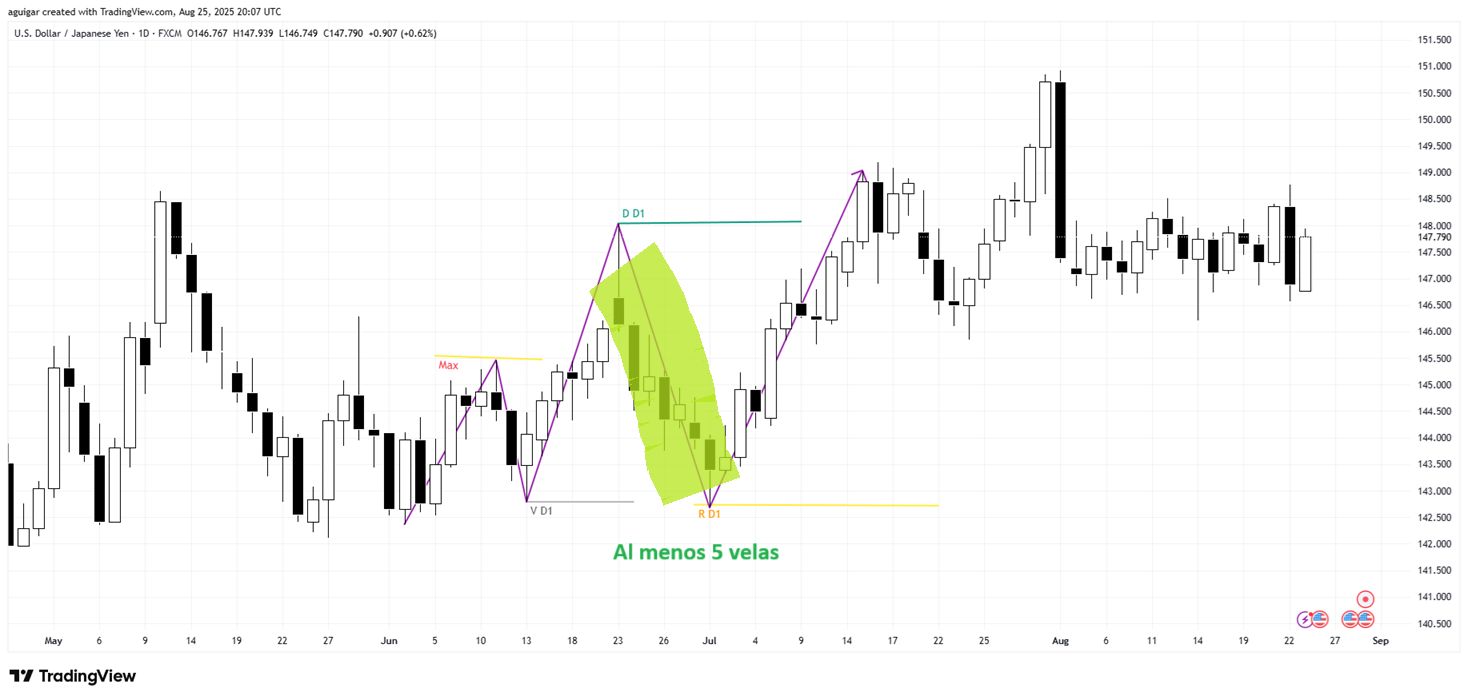 aguigar created with TradingView.com, Aug 25, 2025 20:07 UTC
U.S. Dollar / Japanese Yen · 1D · FXCM O146.767 H147.939 L146.749 C147.790 +0.907 (+0.62%)
151.500
151.000
150.500
150.000
149.500
149.000
148.500
148.000
147.790
147.500
147.000
146.500
146.000
145.500
145.000
144.500
144.000
143.500
143.000
142.500
142.000
141.500
141.000
140.500
D D1
Max
V D1
R D1
Al menos 5 velas
May 6 9 14 19 22 27 Jun 5 10 13 18 23 26 Jul 4 9 14 17 22 25 Aug 6 11 14 19 22 27 Sep
TradingView